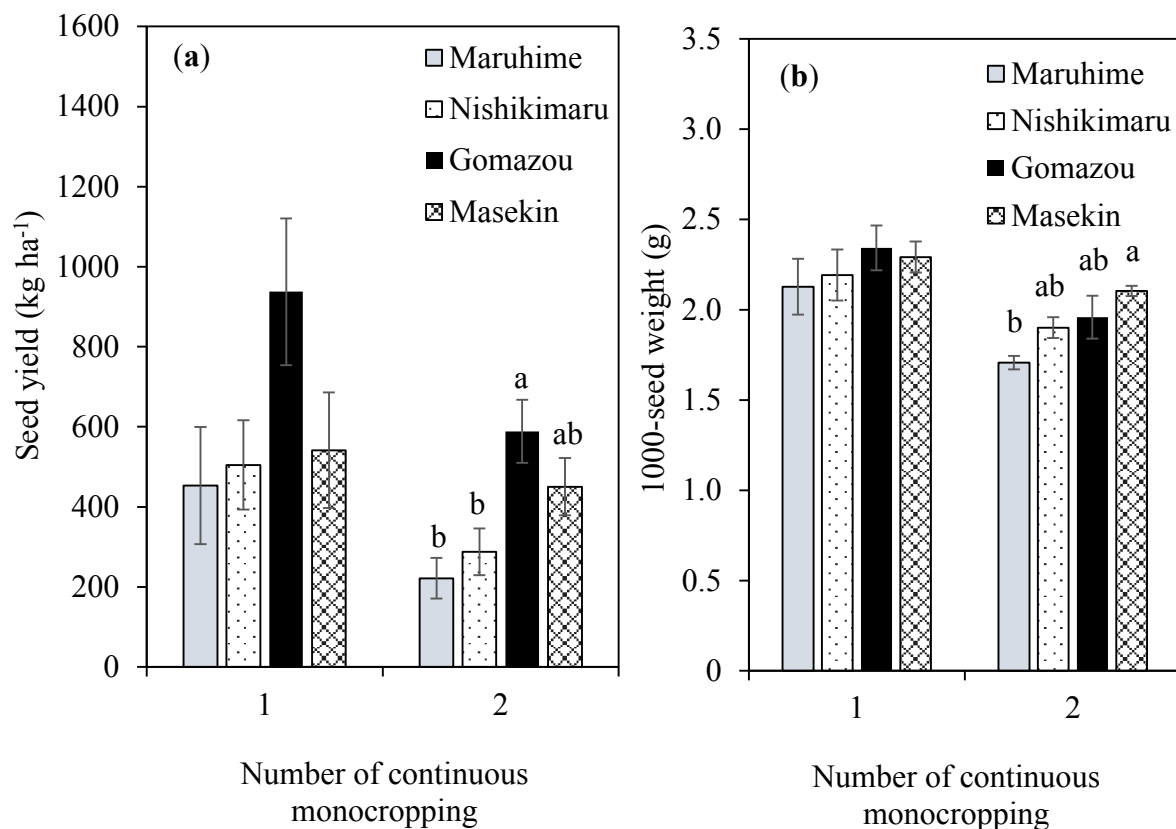 (a)
Maruhime
Nishikimaru
Gomazou
Masekin
Seed yield (kg ha⁻¹)
1600
1400
1200
1000
800
600
400
200
0
b
b
a
ab
1
2
Number of continuous
monocropping
(b)
Maruhime
Nishikimaru
Gomazou
Masekin
1000-seed weight (g)
3.5
3.0
2.5
2.0
1.5
1.0
0.5
0
b
ab
ab
a
1
2
Number of continuous
monocropping